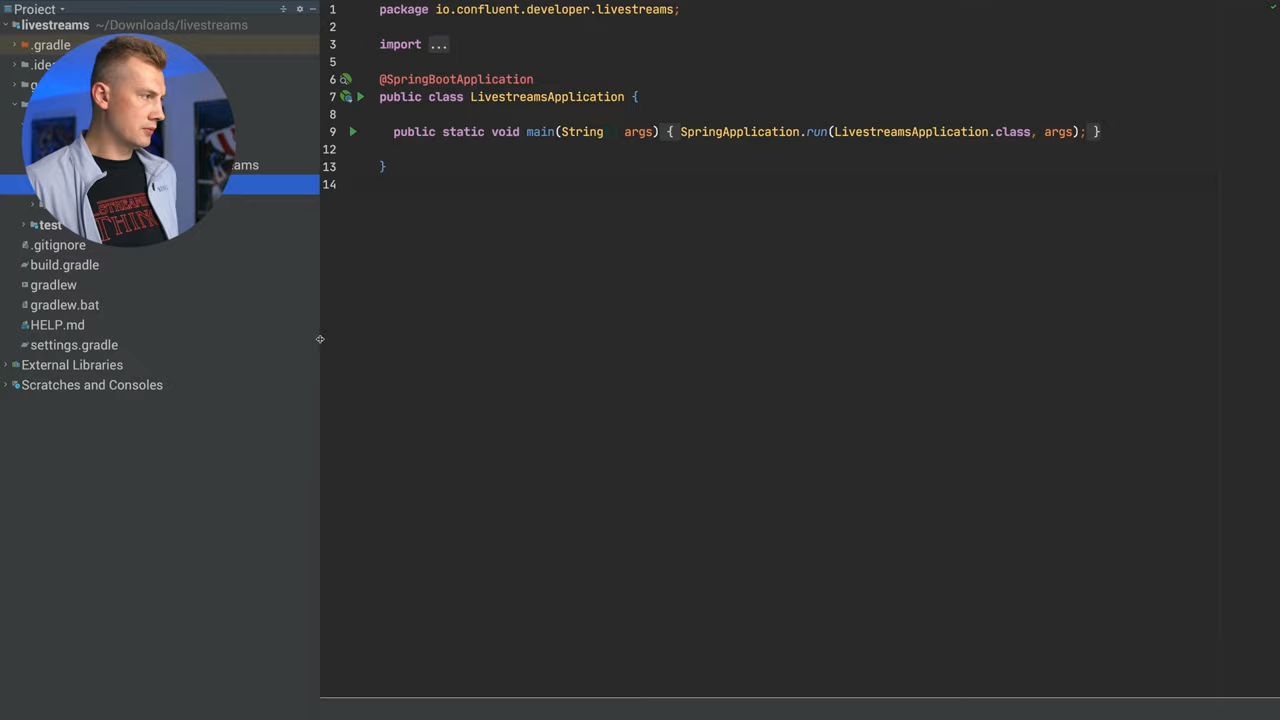 Project
livestreams ~/Downloads/livestreams
.gradle
.ide
g
ams
test
.gitignore
build.gradle
gradlew
gradlew.bat
HELP.md
settings.gradle
External Libraries
Scratches and Consoles
1 package io.confluent.developer.livestreams;
2
3 import ...
5
6 @SpringBootApplication
7 public class LivestreamsApplication {
8
9 public static void main(String args) { SpringApplication.run(LivestreamsApplication.class, args); }
12
13 }
14
STREAM
THIN